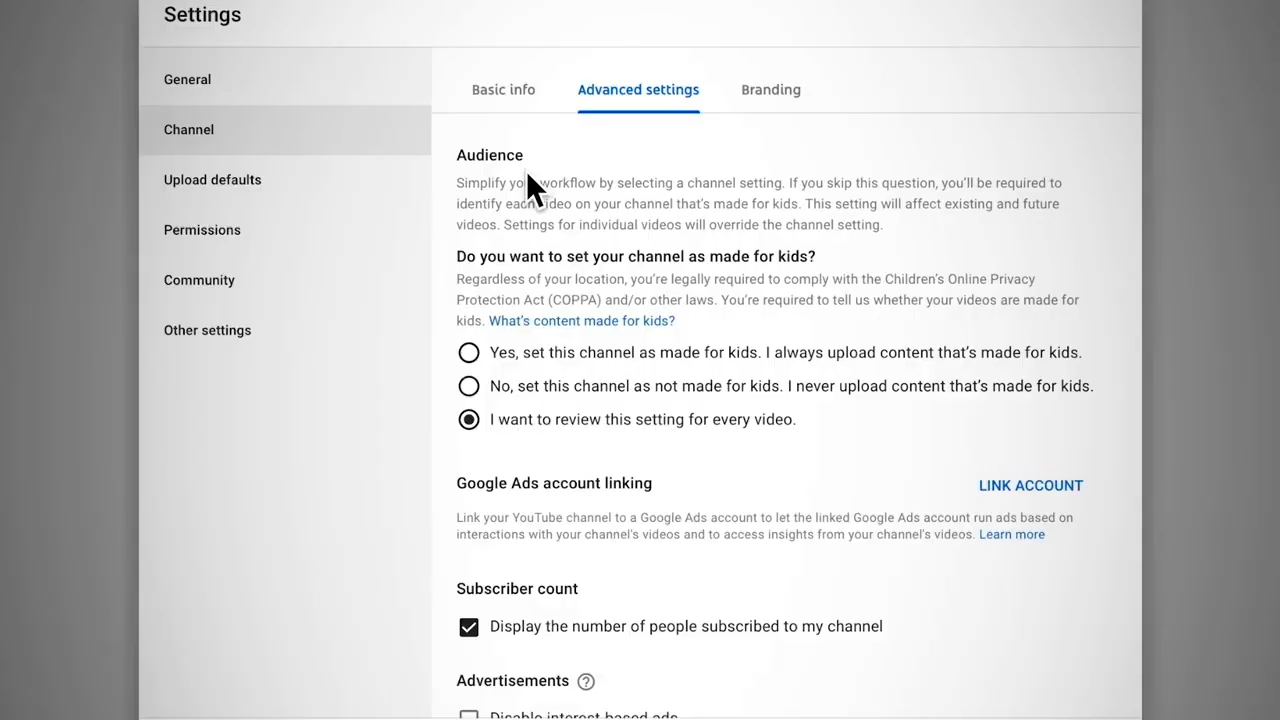 Settings
General
Channel
Upload defaults
Permissions
Community
Other settings
Basic info
Advanced settings
Branding
Audience
Simplify workflow by selecting a channel setting. If you skip this question, you'll be required to
identify each video on your channel that's made for kids. This setting will affect existing and future
videos. Settings for individual videos will override the channel setting.
Do you want to set your channel as made for kids?
Regardless of your location, you're legally required to comply with the Children's Online Privacy
Protection Act (COPPA) and/or other laws. You're required to tell us whether your videos are made for
kids. What's content made for kids?
Yes, set this channel as made for kids. I always upload content that's made for kids.
No, set this channel as not made for kids. I never upload content that's made for kids.
I want to review this setting for every video.
Google Ads account linking
LINK ACCOUNT
Link your YouTube channel to a Google Ads account to let the linked Google Ads account run ads based on
interactions with your channel's videos and to access insights from your channel's videos. Learn more
Subscriber count
Display the number of people subscribed to my channel
Advertisements ?
Disable interest based ads